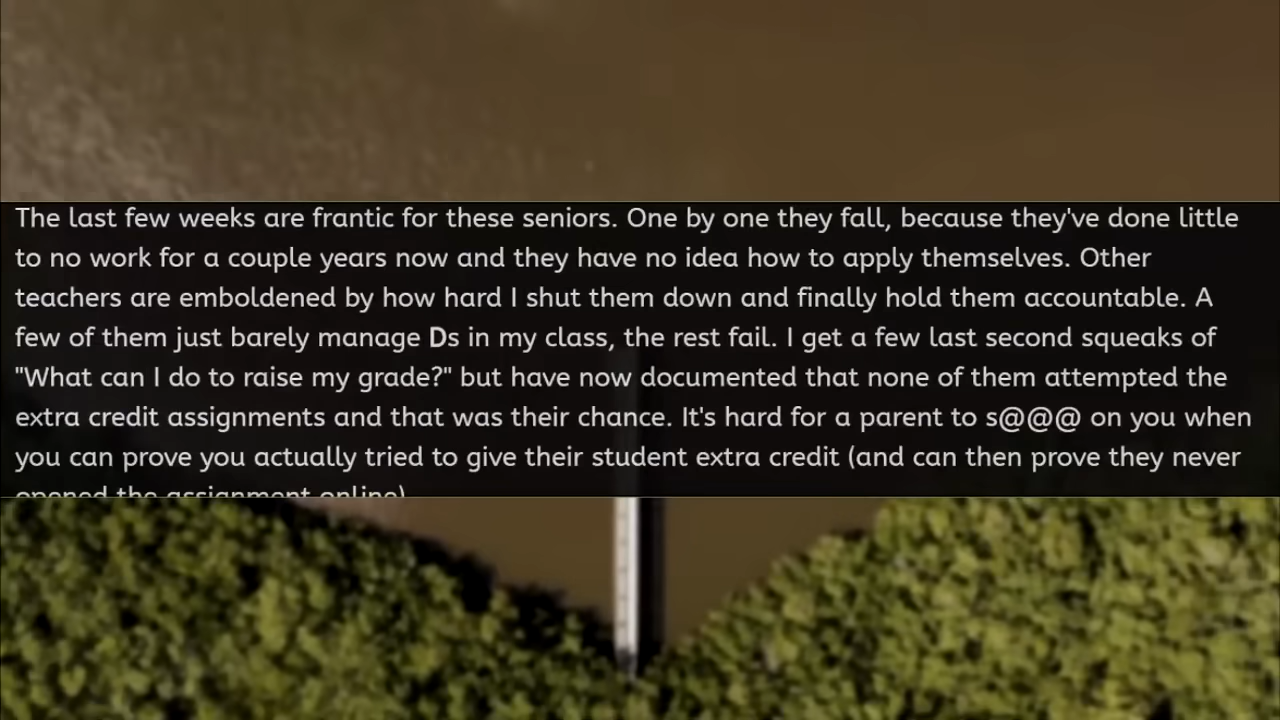 The last few weeks are frantic for these seniors. One by one they fall, because they've done little
to no work for a couple years now and they have no idea how to apply themselves. Other
teachers are emboldened by how hard I shut them down and finally hold them accountable. A
few of them just barely manage Ds in my class, the rest fail. I get a few last second squeaks of
"What can I do to raise my grade?" but have now documented that none of them attempted the
extra credit assignments and that was their chance. It's hard for a parent to s@@@ on you when
you can prove you actually tried to give their student extra credit (and can then prove they never
opened the assignment online)